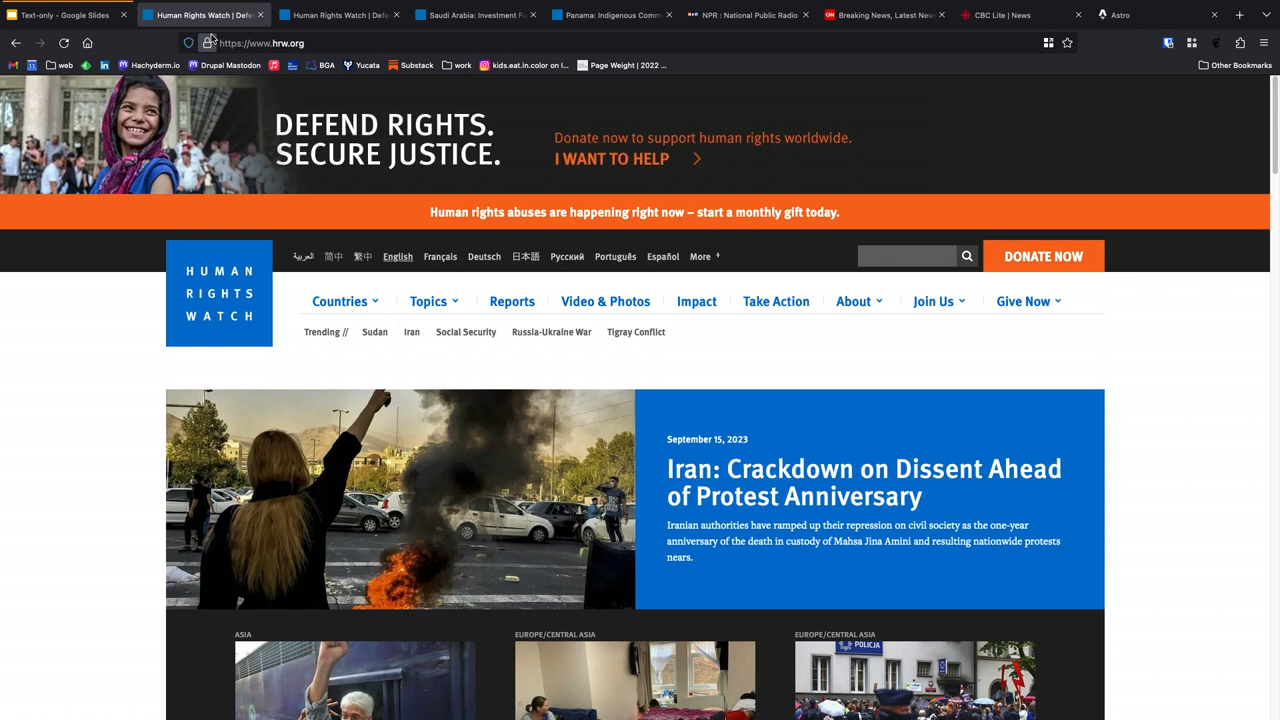 Text-only - Google Slides
Human Rights Watch | Defe
Human Rights Watch | Defe
Saudi Arabia: Investment Fu
Panama: Indigenous Commu
NPR : National Public Radio
Breaking News, Latest News
CBC Lite | News
Astro
https://www.hrw.org
web
in
Hachyderm.io
Drupal Mastodon
BGA
Yucata
Substack
work
kids.eat.in.color on I...
Page Weight | 2022 ...
Other Bookmarks
DEFEND RIGHTS.
SECURE JUSTICE.
Donate now to support human rights worldwide.
I WANT TO HELP
Human rights abuses are happening right now – start a monthly gift today.
HUMAN
RIGHTS
WATCH
العربية 简中 繁中 English Français Deutsch 日本語 Русский Português Español More
DONATE NOW
Countries Topics Reports Video & Photos Impact Take Action About Join Us Give Now
Trending // Sudan Iran Social Security Russia-Ukraine War Tigray Conflict
September 15, 2023
Iran: Crackdown on Dissent Ahead
of Protest Anniversary
Iranian authorities have ramped up their repression on civil society as the one-year
anniversary of the death in custody of Mahsa Jina Amini and resulting nationwide protests
nears.
ASIA
EUROPE/CENTRAL ASIA
EUROPE/CENTRAL ASIA
POLICJA